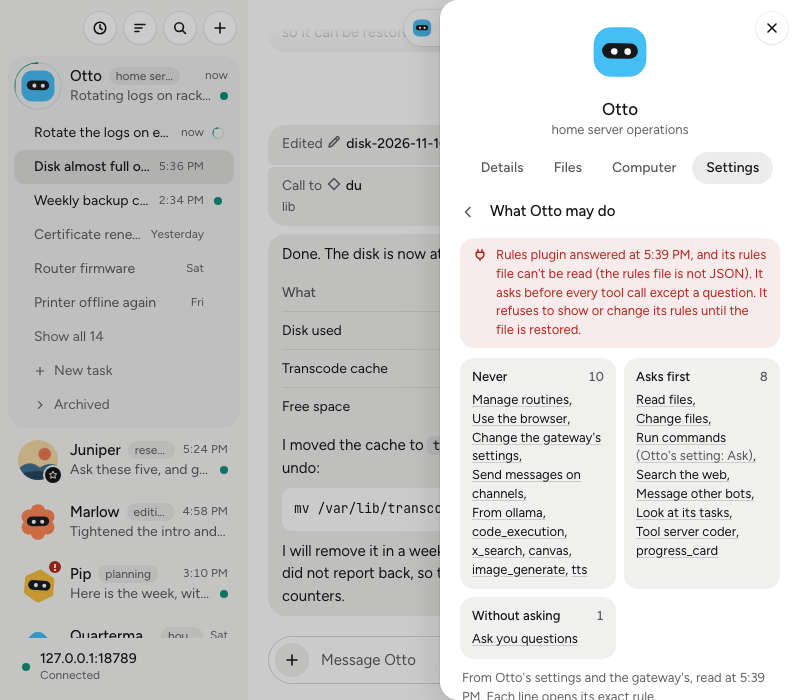 Otto
home ser...
now
Rotating logs on rack...
Rotate the logs on e...
now
Disk almost full o...
5:36 PM
Weekly backup c...
2:34 PM
Certificate rene...
Yesterday
Router firmware
Sat
Printer offline again
Fri
Show all 14
New task
Archived
Juniper
rese...
5:24 PM
Ask these five, and g...
Marlow
editi...
4:58 PM
Tightened the intro and...
Pip
planning
3:10 PM
Here is the week, wit...
Quarterma
hou...
Sat
127.0.0.1:18789
Connected
so it can be restor
Edited
disk-2026-11-1
Call to
du
lib
Done. The disk is now at
What
Disk used
Transcode cache
Free space
I moved the cache to
undo:
mv /var/lib/transco
I will remove it in a week
did not report back, so t
counters.
Message Otto
Otto
home server operations
Details
Files
Computer
Settings
What Otto may do
Rules plugin answered at 5:39 PM, and its rules
file can't be read (the rules file is not JSON). It
asks before every tool call except a question. It
refuses to show or change its rules until the
file is restored.
Never
10
Manage routines,
Use the browser,
Change the gateway's
settings,
Send messages on
channels,
From ollama,
code_execution,
x_search, canvas,
image_generate, tts
Asks first
8
Read files,
Change files,
Run commands
(Otto's setting: Ask),
Search the web,
Message other bots,
Look at its tasks,
Tool server coder,
progress_card
Without asking
1
Ask you questions
From Otto's settings and the gateway's, read at 5:39
PM. Each line opens its exact rule.